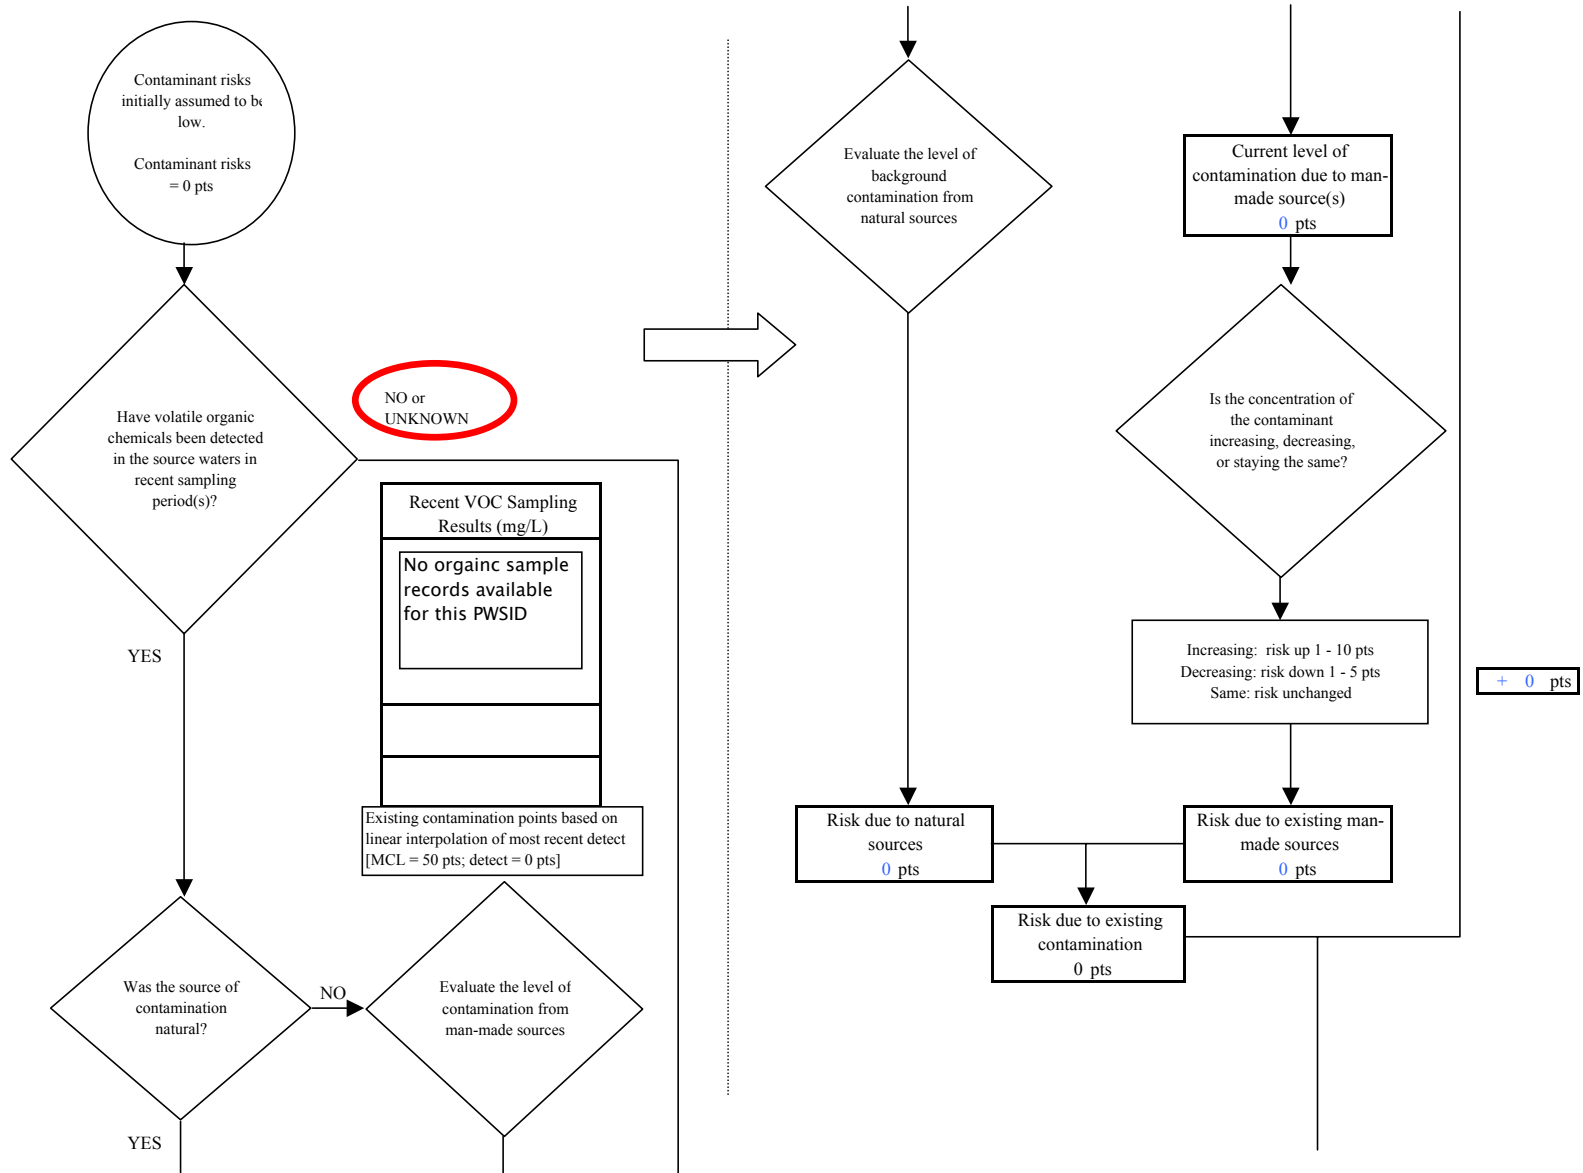 Contaminant risks
initially assumed to be
low.
Contaminant risks
= 0 pts
Have volatile organic
chemicals been detected
in the source waters in
recent sampling
period(s)?
NO or
UNKNOWN
Recent VOC Sampling
Results (mg/L)
No orgainc sample
records available
for this PWSID
YES
Existing contamination points based on
linear interpolation of most recent detect
[MCL = 50 pts; detect = 0 pts]
Was the source of
contamination
natural?
NO
Evaluate the level of
contamination from
man-made sources
YES
Evaluate the level of
background
contamination from
natural sources
Current level of
contamination due to man-
made source(s)
0 pts
Is the concentration of
the contaminant
increasing, decreasing,
or staying the same?
Increasing: risk up 1 - 10 pts
Decreasing: risk down 1 - 5 pts
Same: risk unchanged
+ 0 pts
Risk due to natural
sources
0 pts
Risk due to existing man-
made sources
0 pts
Risk due to existing
contamination
0 pts